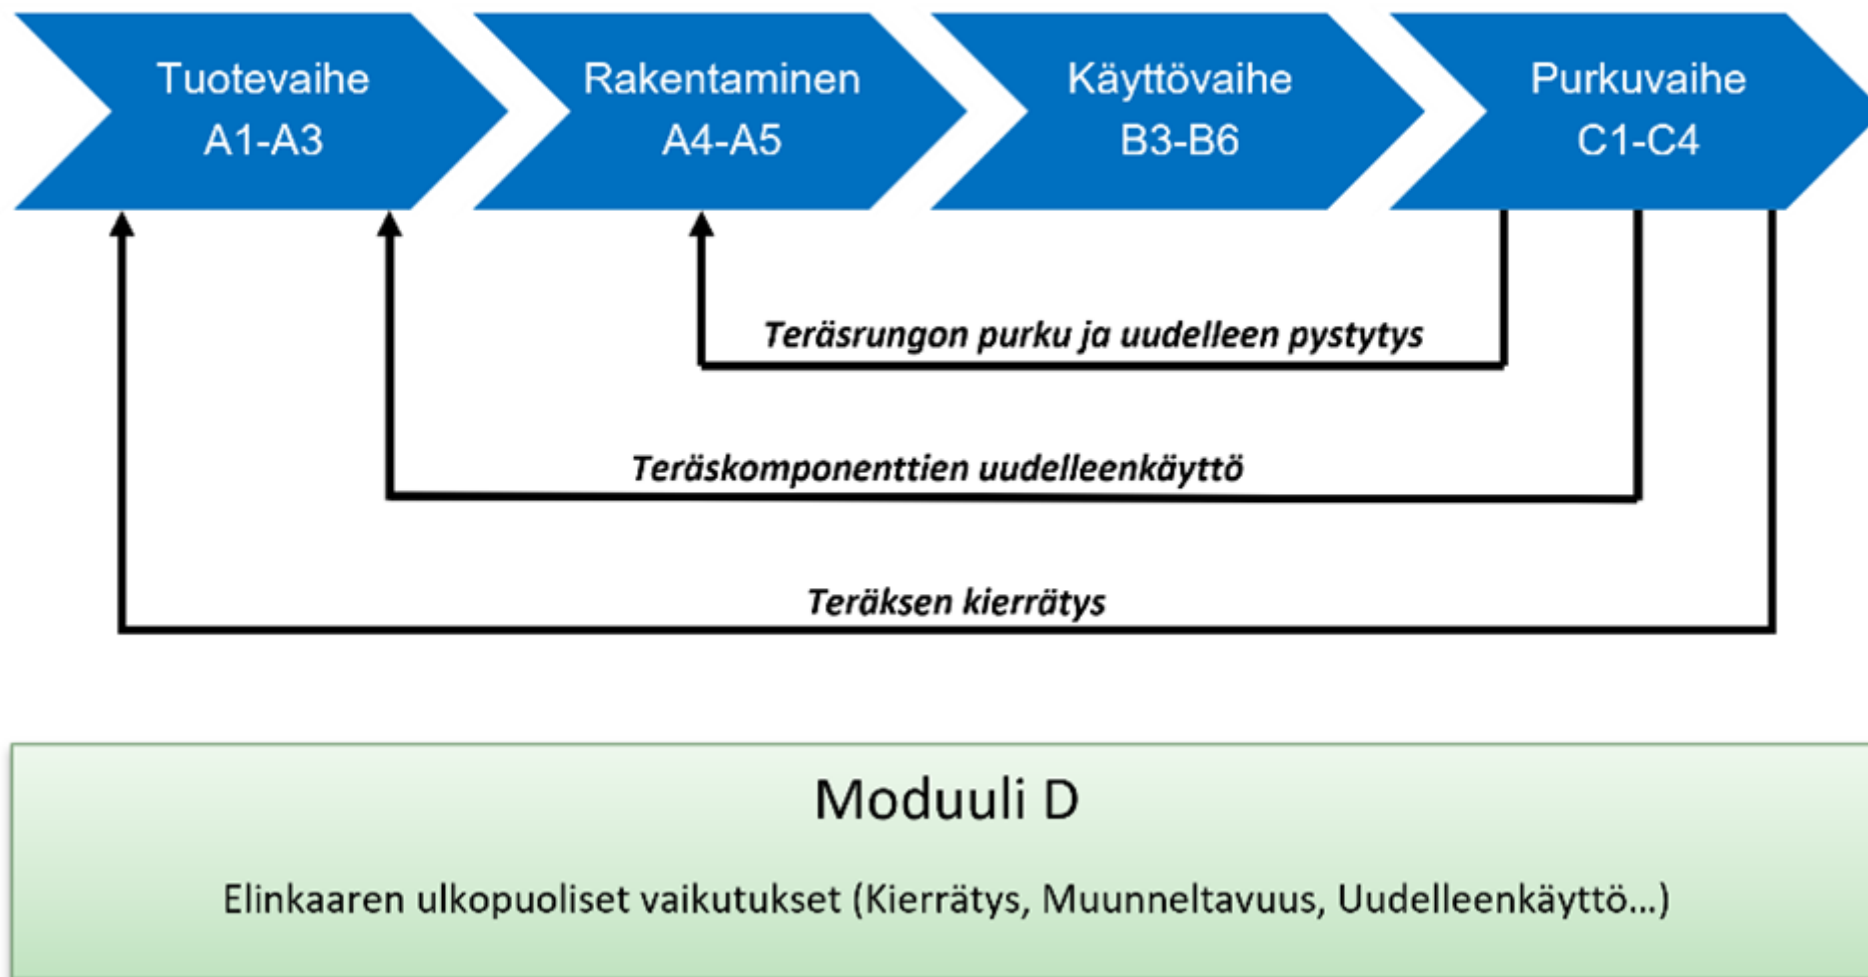 Tuotevaihe
A1-A3
Rakentaminen
A4-A5
Käyttövaihe
B3-B6
Purkuvaihe
C1-C4
Teräsrungon purku ja uudelleen pystytys
Teräskomponenttien uudelleenkäyttö
Teräksen kierrätys
Moduuli D
Elinkaaren ulkopuoliset vaikutukset (Kierrätys, Muunneltavuus, Uudelleenkäyttö...)